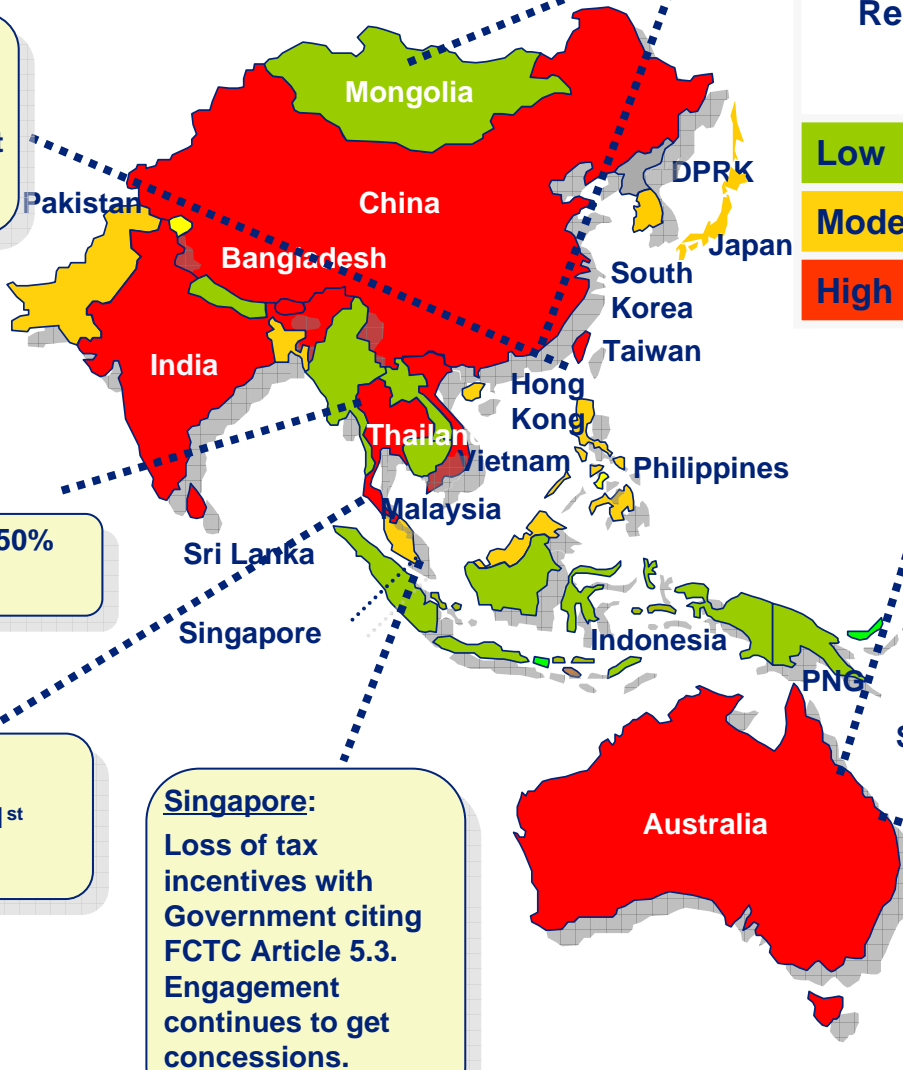 Re
Mongolia
t
DPRK
Low
Pakistan
China
Mode
Japan
Bangladesh
South
Korea
High
India
Taiwan
Hong
Kong
Thailand
Vietnam
Philippines
Malaysia
50%
Sri Lanka
Singapore
Indonesia
PNG
S
1st
Australia
Singapore:
Loss of tax
incentives with
Government citing
FCTC Article 5.3.
Engagement
continues to get
concessions.